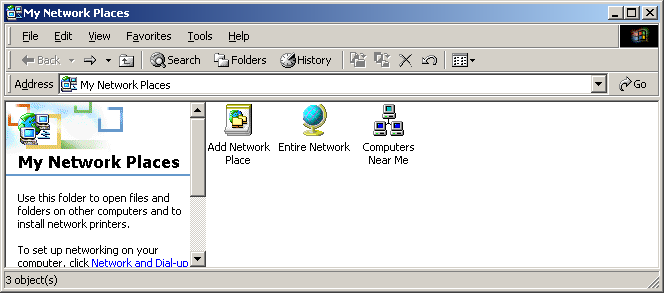 My Network Places
File Edit View Favorites Tools Help
Back Search Folders History
Address My Network Places Go
My Network Places
Use this folder to open files and
folders on other computers and to
install network printers.
To set up networking on your
computer, click Network and Dial-up
Add Network
Place
Entire Network
Computers
Near Me
3 object(s)